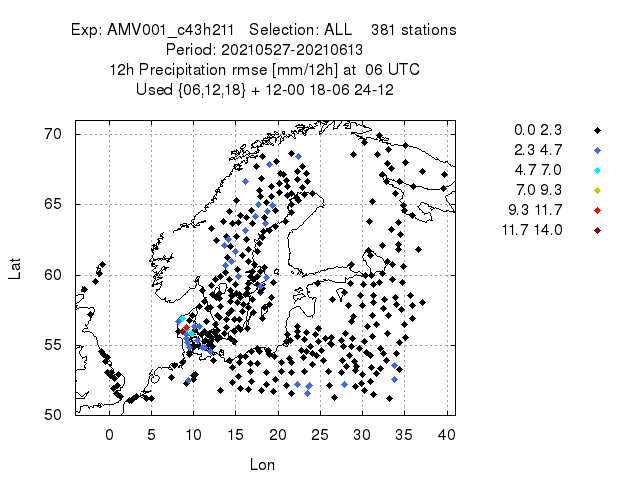 Exp: AMV001_c43h211   Selection: ALL    381 stations
Period: 20210527-20210613
12h Precipitation rmse [mm/12h] at  06 UTC
Used {06,12,18} + 12-00 18-06 24-12
70
65
60
55
50
Lat
0 5 10 15 20 25 30 35 40
Lon
0.0 2.3
2.3 4.7
4.7 7.0
7.0 9.3
9.3 11.7
11.7 14.0